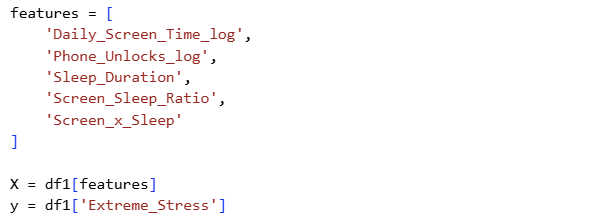 features = [
    'Daily_Screen_Time_log',
    'Phone_Unlocks_log',
    'Sleep_Duration',
    'Screen_Sleep_Ratio',
    'Screen_x_Sleep'
]

X = df1[features]
y = df1['Extreme_Stress']